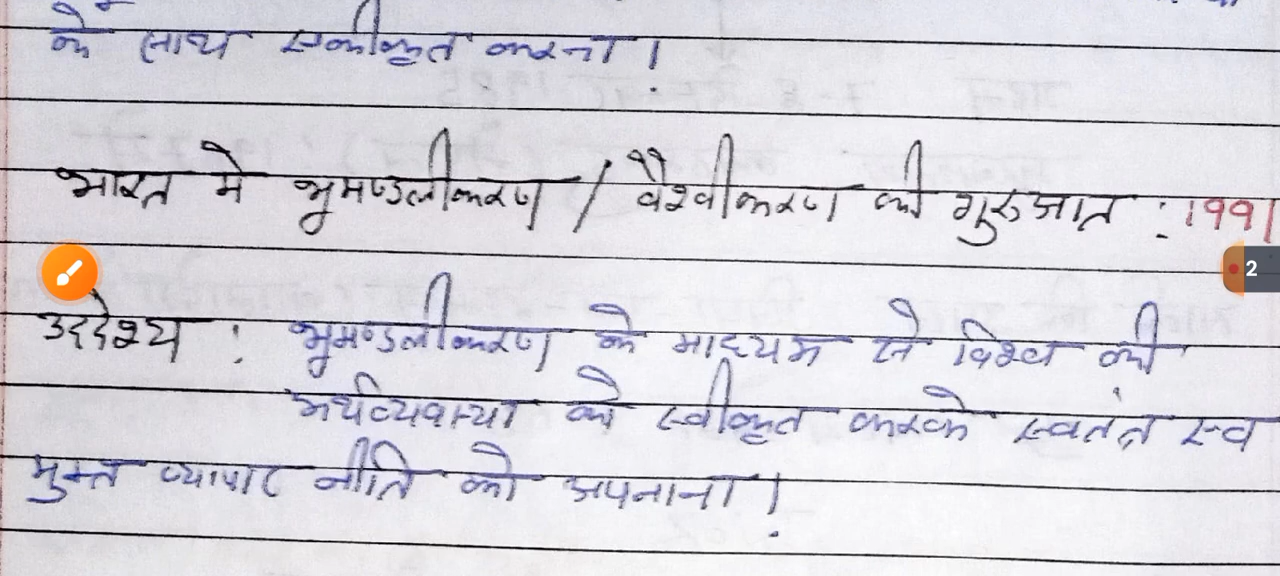 के साथ एकीकृत करना।
भारत मे भूमण्डलीकरण / वैश्वीकरण की शुरुआत : 1991
2
उद्देश्य : भूमण्डलीकरण के माध्यम से विश्व की
अर्थव्यवस्था को स्वीकृत करके स्वतंत्र एव
मुक्त व्यापार नीति को अपनाना।